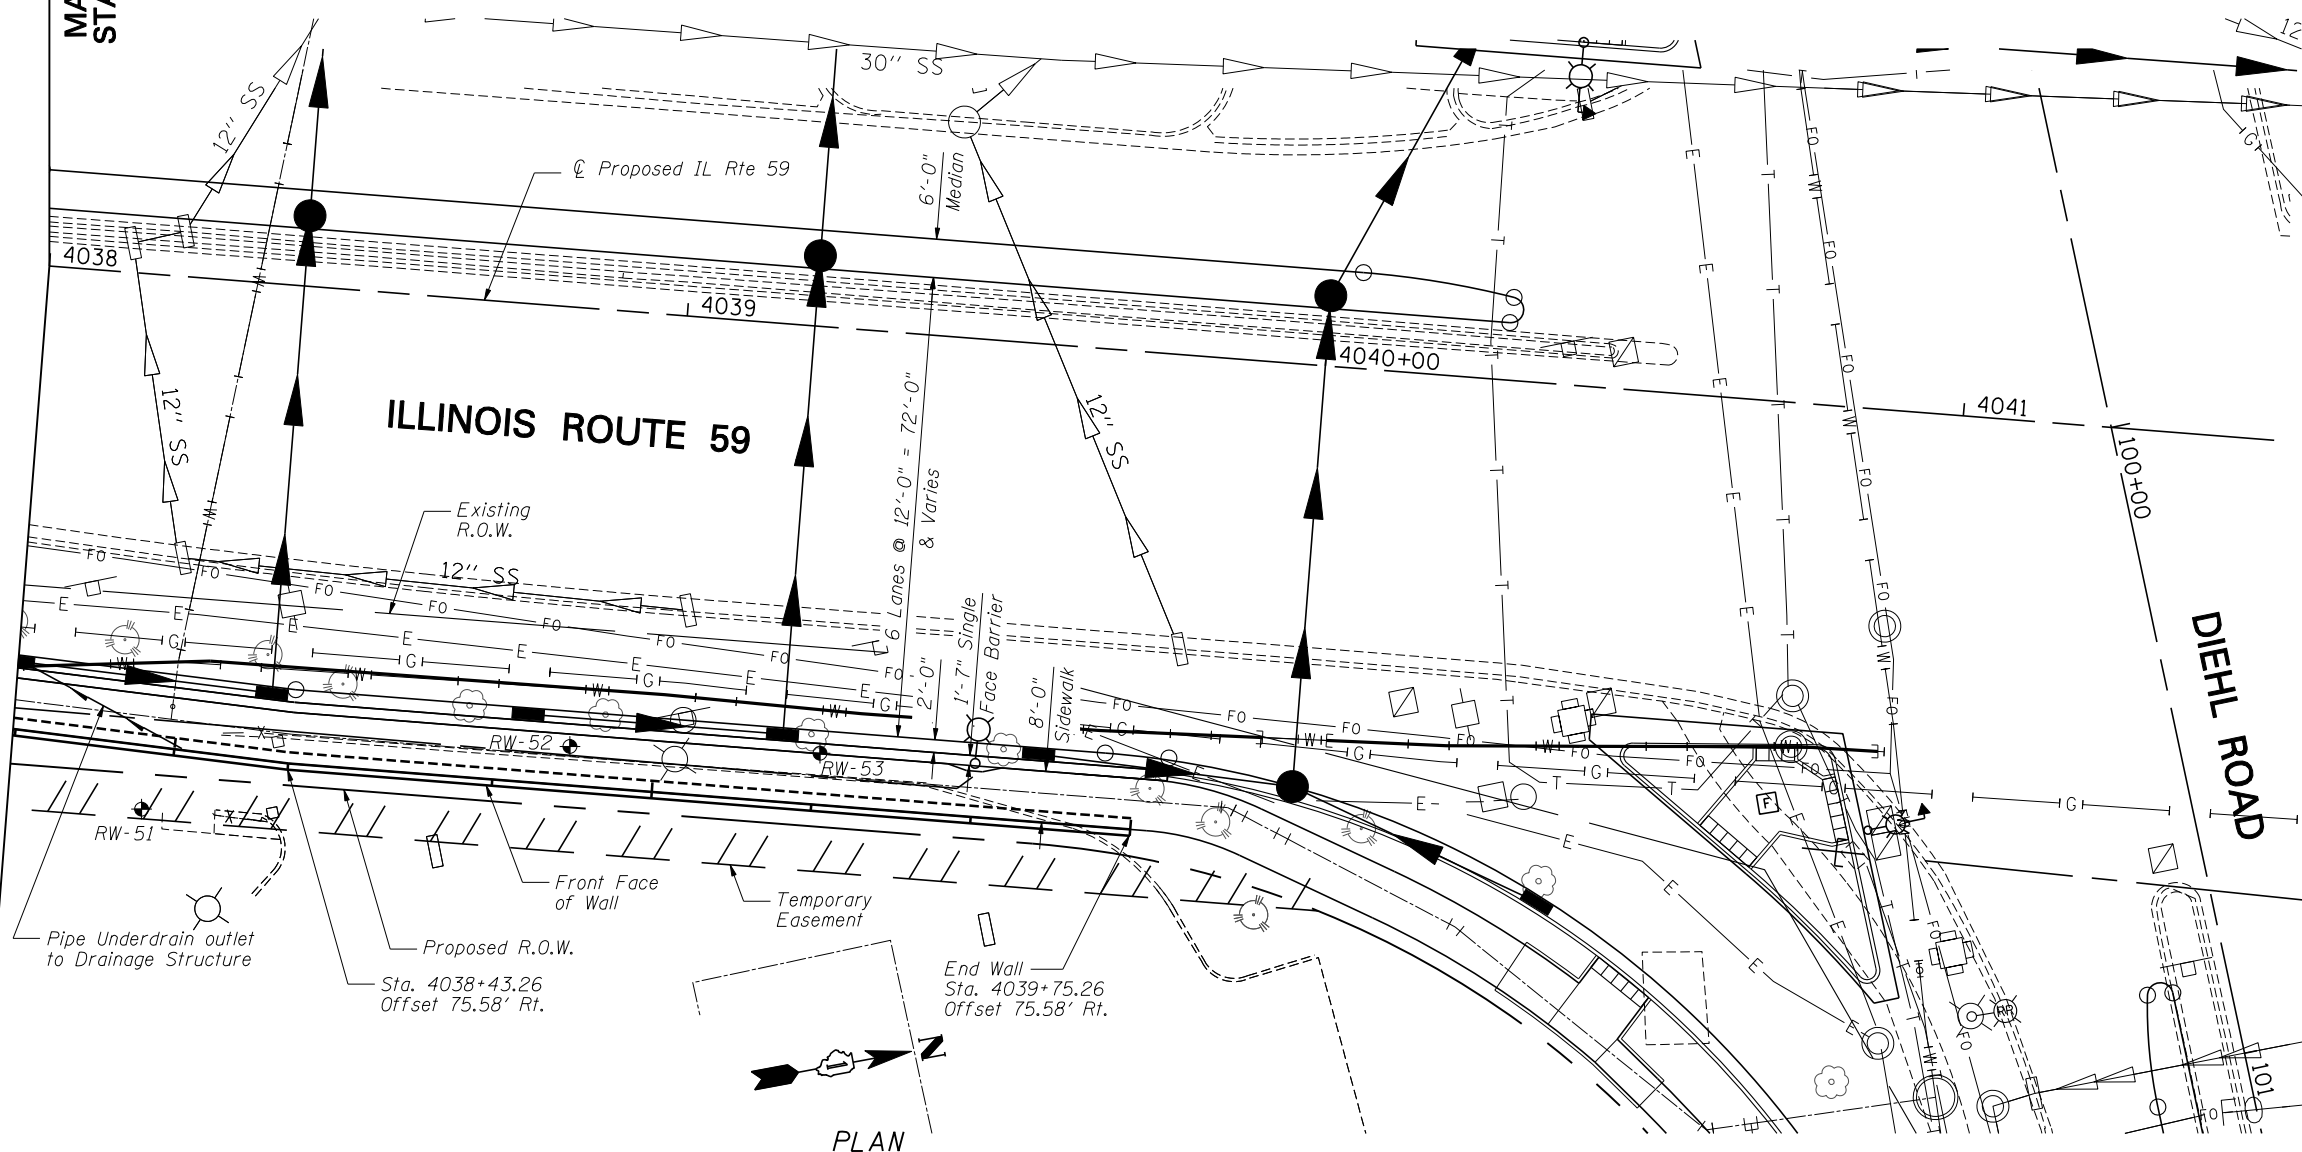 MA
STA
12'' SS
30'' SS
℄ Proposed IL Rte 59
6'-0"
Median
4038
4039
4040+00
4041
100+00
12'' SS
ILLINOIS ROUTE 59
12'' SS
6 Lanes @ 12'-0" = 72'-0"
& Varies
Existing
R.O.W.
12'' SS
2'-0"
1'-7" Single
Face Barrier
8'-0"
Sidewalk
DIEHL ROAD
RW-52
RW-53
RW-51
Front Face
of Wall
Temporary
Easement
Pipe Underdrain outlet
to Drainage Structure
Proposed R.O.W.
Sta. 4038+43.26
Offset 75.58' Rt.
End Wall
Sta. 4039+75.26
Offset 75.58' Rt.
N
RR
101
PLAN
FO
E
G
W
T
F
12